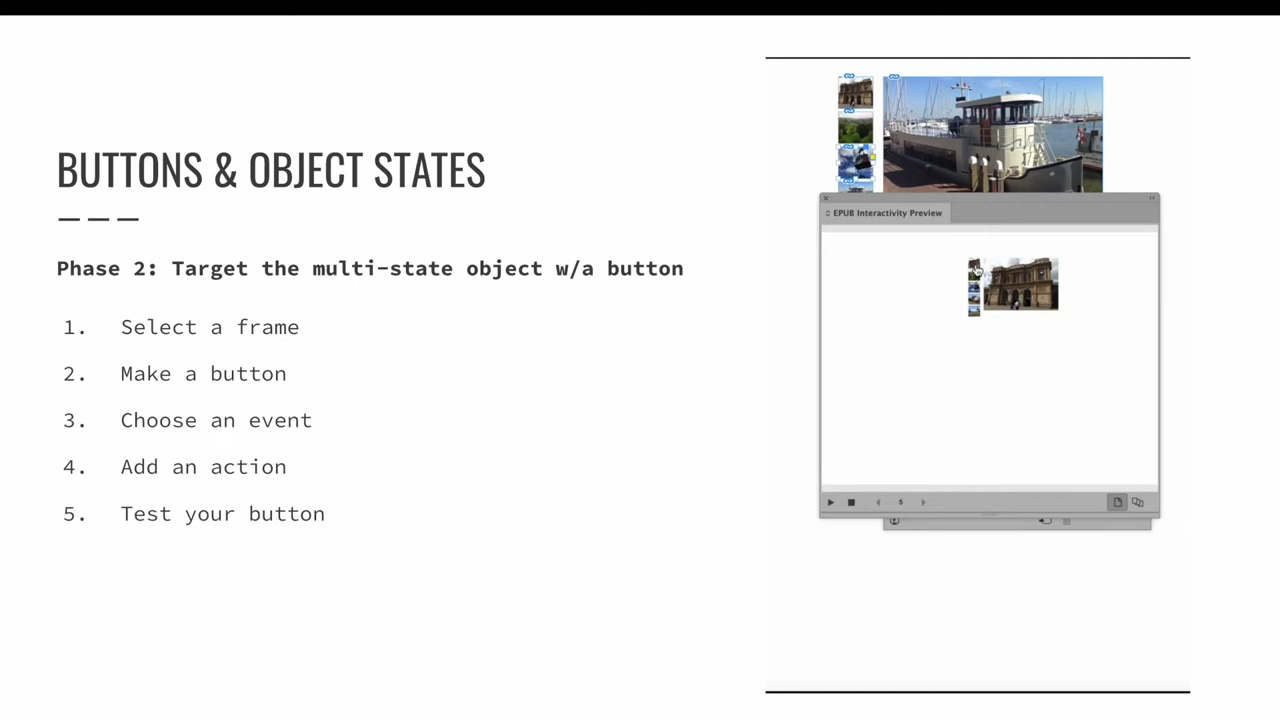 BUTTONS & OBJECT STATES
Phase 2: Target the multi-state object w/a button
1. Select a frame
2. Make a button
3. Choose an event
4. Add an action
5. Test your button
EPUB Interactivity Preview
5